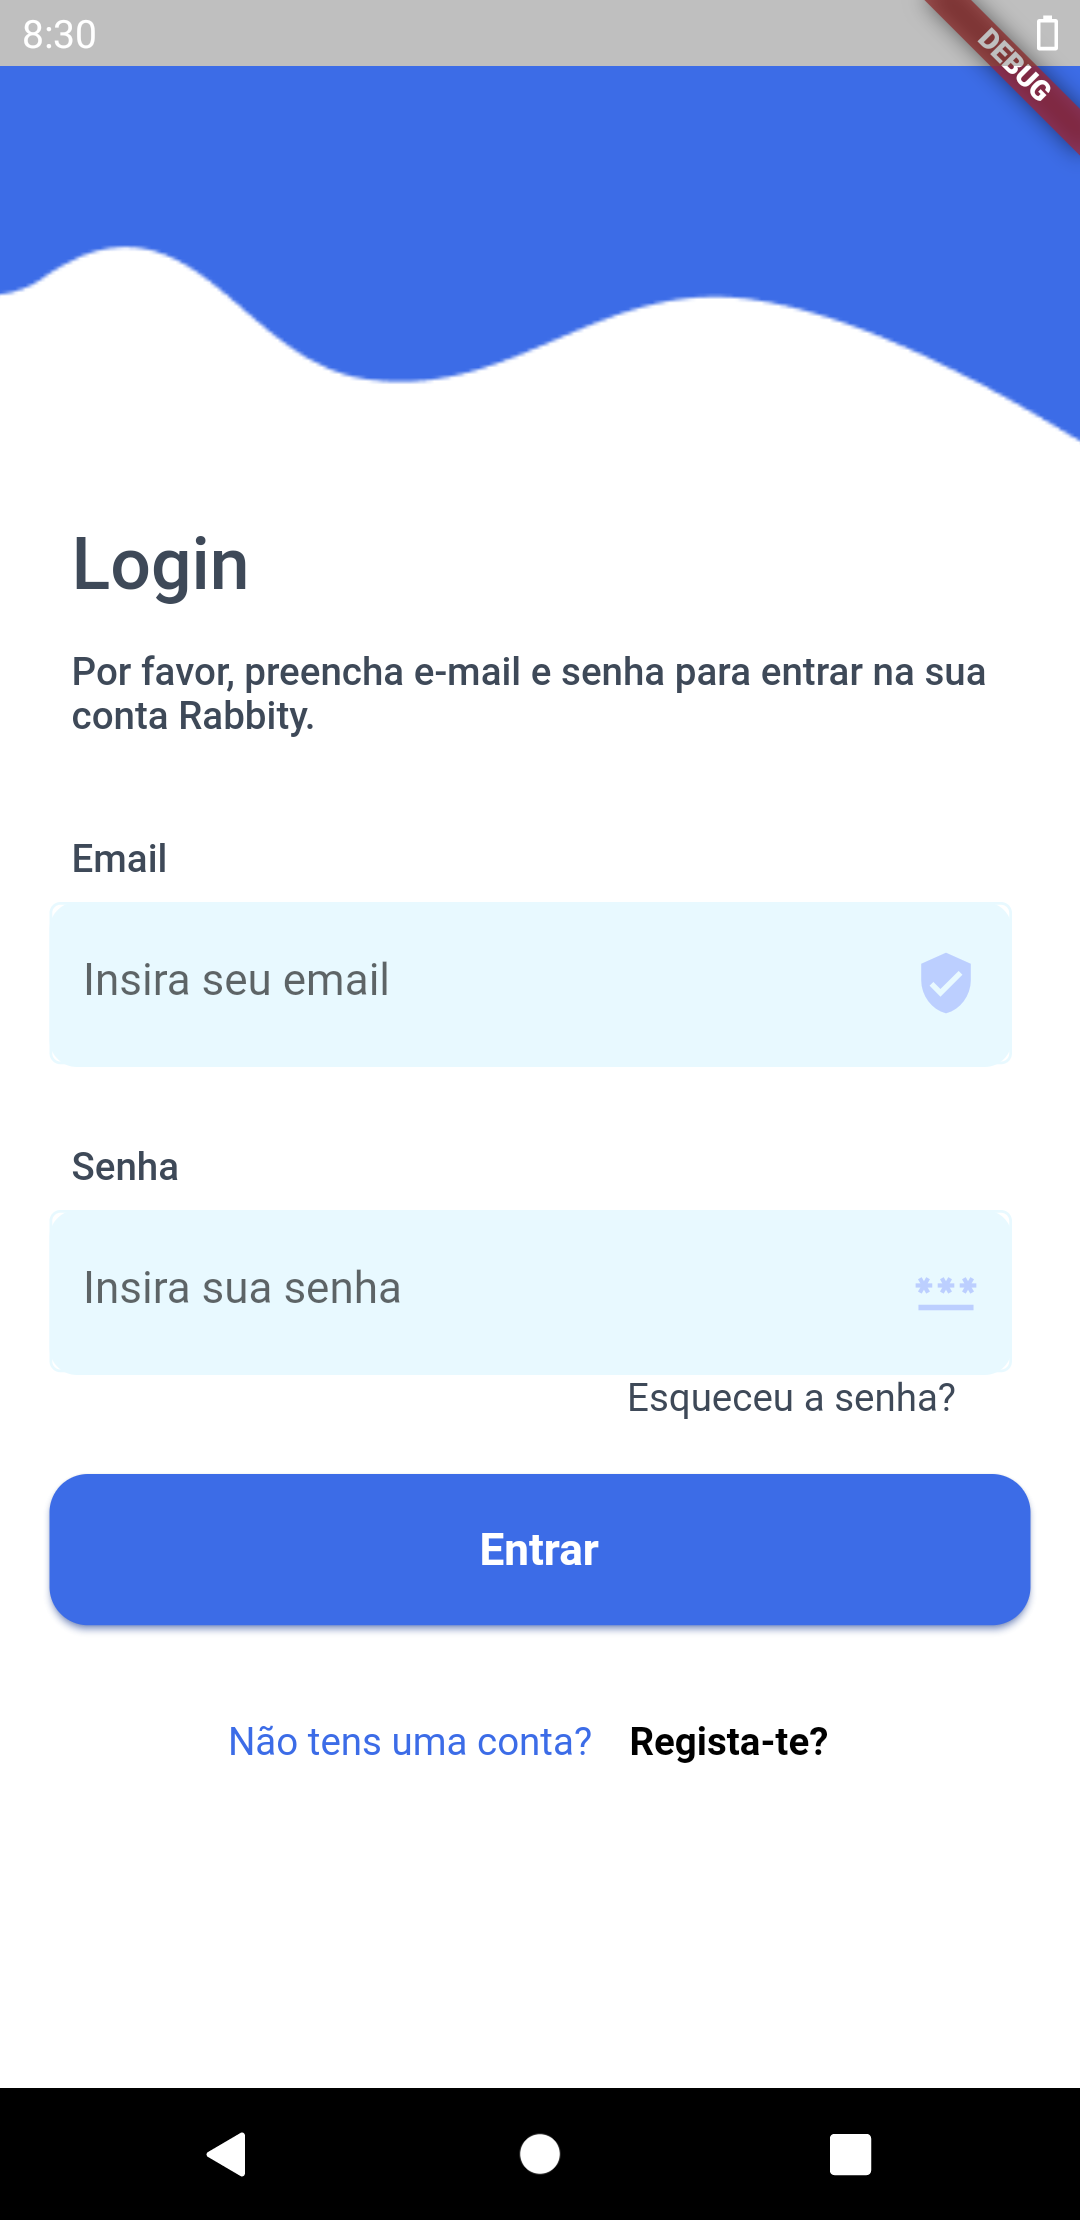 8:30
DEBUG
Login
Por favor, preencha e-mail e senha para entrar na sua
conta Rabbity.
Email
Insira seu email
Senha
Insira sua senha
***
Esqueceu a senha?
Entrar
Não tens uma conta? Regista-te?